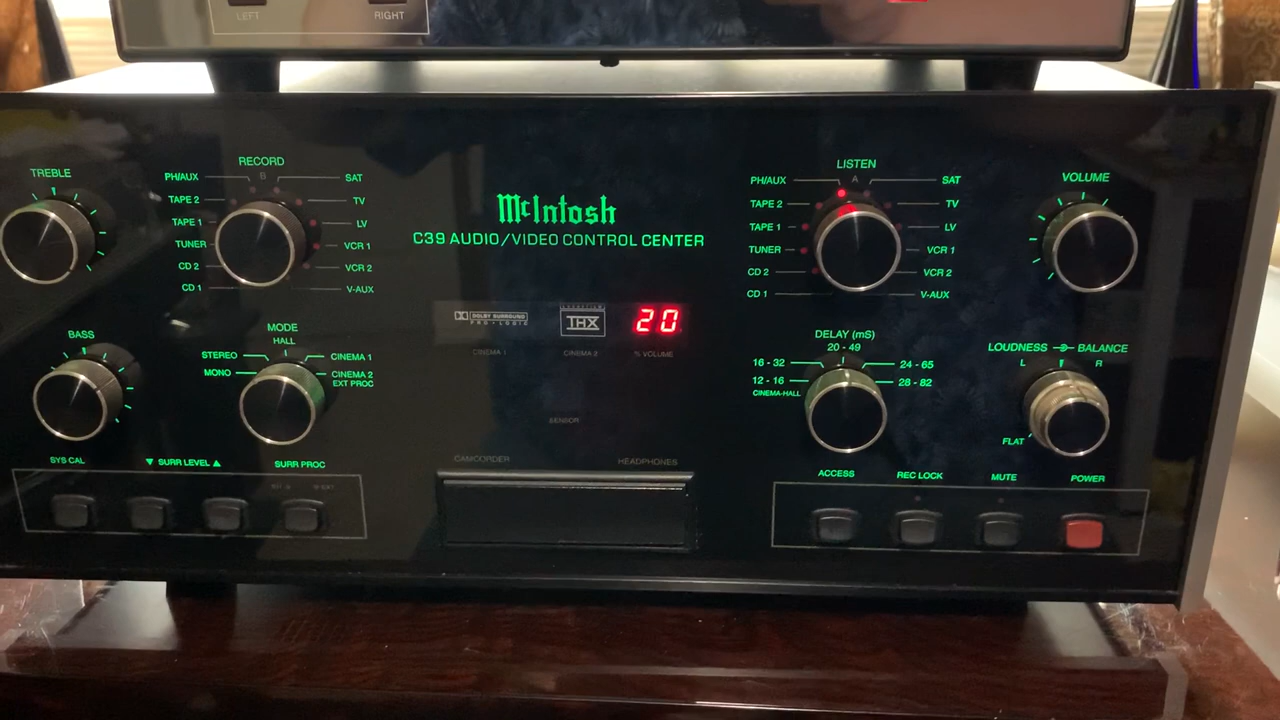 LEFT
RIGHT
TREBLE
RECORD
B
PH/AUX
SAT
TAPE 2
TV
TAPE 1
LV
TUNER
VCR 1
CD 2
VCR 2
CD 1
V-AUX
McIntosh
C39 AUDIO/VIDEO CONTROL CENTER
LISTEN
A
PH/AUX
SAT
TAPE 2
TV
TAPE 1
LV
TUNER
VCR 1
CD 2
VCR 2
CD 1
V-AUX
VOLUME
BASS
MODE
HALL
STEREO
CINEMA 1
MONO
CINEMA 2
EXT PROC
DOLBY SURROUND
PRO·LOGIC
THX
20
CINEMA 1
CINEMA 2
% VOLUME
SENSOR
DELAY (mS)
20 - 49
16 - 32
24 - 65
12 - 16
28 - 82
CINEMA-HALL
LOUDNESS
BALANCE
L
R
FLAT
SYS CAL
▼ SURR LEVEL ▲
SURR PROC
CAMCORDER
HEADPHONES
ACCESS
REC LOCK
MUTE
POWER